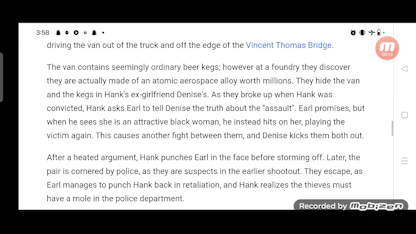 3:58
driving the van out of the truck and off the edge of the Vincent Thomas Bridge.
The van contains seemingly ordinary beer kegs; however at a foundry they discover
they are actually made of an atomic aerospace alloy worth millions. They hide the van
and the kegs in Hank's ex-girlfriend Denise's. As they broke up when Hank was
convicted, Hank asks Earl to tell Denise the truth about the "assault". Earl promises, but
when he sees she is an attractive black woman, he instead hits on her, playing the
victim again. This causes another fight between them, and Denise kicks them both out.
After a heated argument, Hank punches Earl in the face before storming off. Later, the
pair is cornered by police, as they are suspects in the earlier shootout. They escape, as
Earl manages to punch Hank back in retaliation, and Hank realizes the thieves must
have a mole in the police department.
Recorded by Mobizen